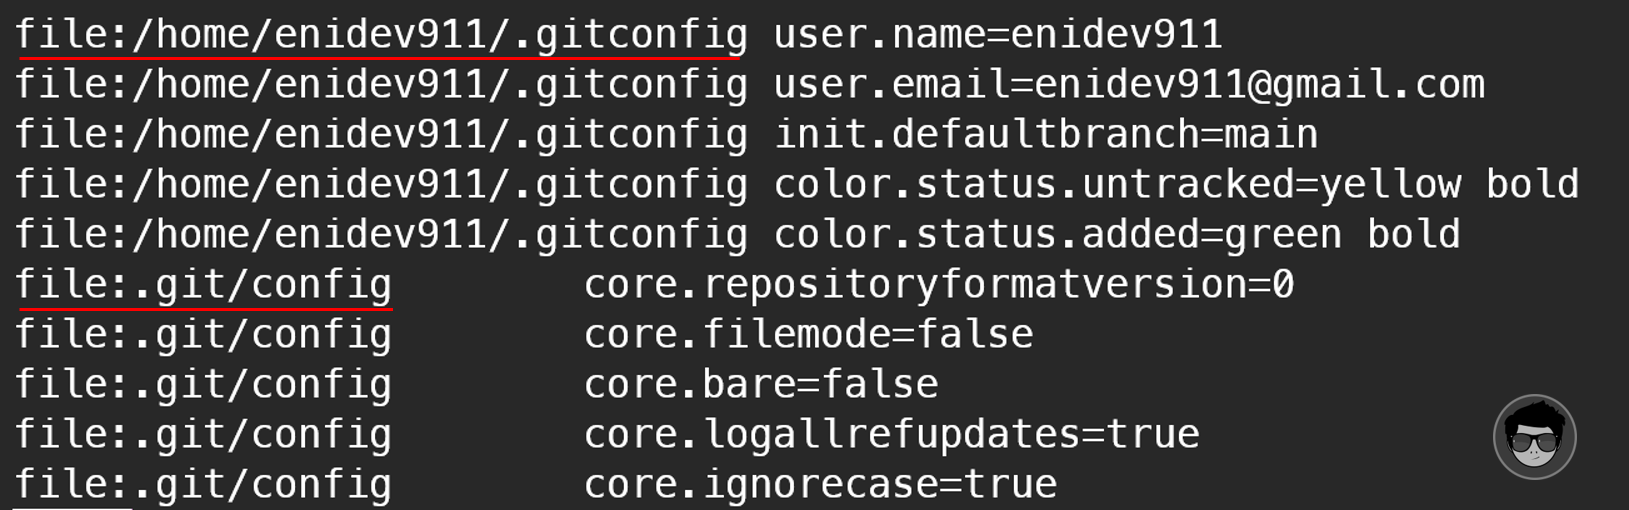 file:/home/enidev911/.gitconfig user.name=enidev911
file:/home/enidev911/.gitconfig user.email=enidev911@gmail.com
file:/home/enidev911/.gitconfig init.defaultbranch=main
file:/home/enidev911/.gitconfig color.status.untracked=yellow bold
file:/home/enidev911/.gitconfig color.status.added=green bold
file:.git/config        core.repositoryformatversion=0
file:.git/config        core.filemode=false
file:.git/config        core.bare=false
file:.git/config        core.logallrefupdates=true
file:.git/config        core.ignorecase=true